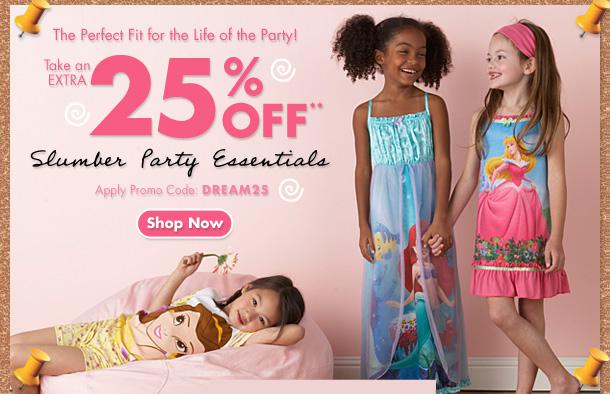 The Perfect Fit for the Life of the Party!
Take an
EXTRA
25% OFF**
Slumber Party Essentials
Apply Promo Code: DREAM25
Shop Now